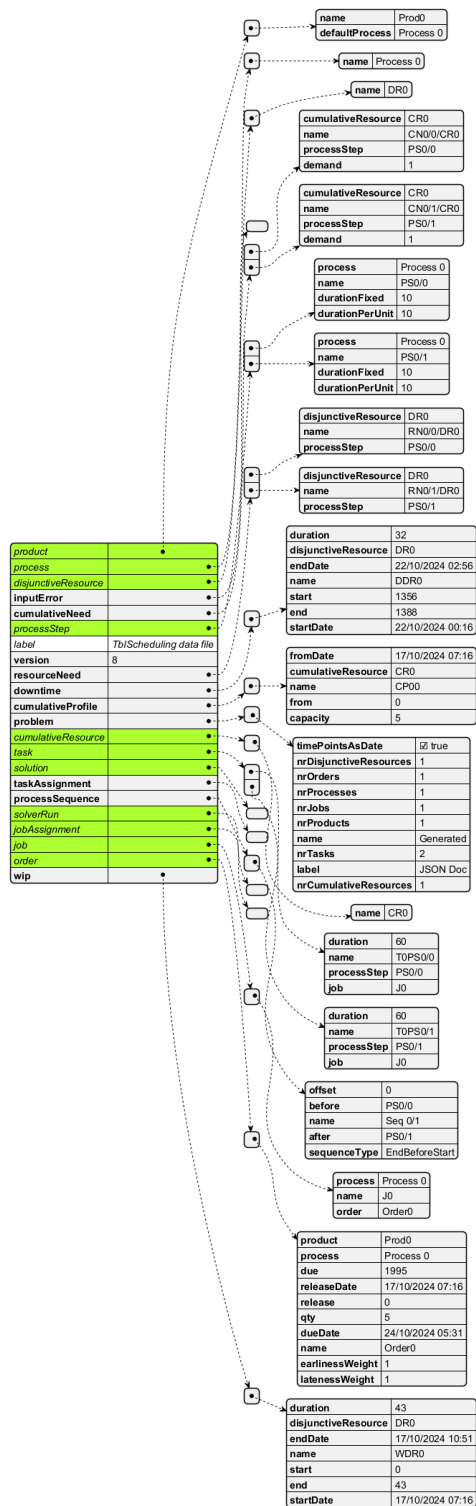 name Prod0
defaultProcess Process 0
name Process 0
name DR0
cumulativeResource CR0
name CN0/0/CR0
processStep PS0/0
demand 1
cumulativeResource CR0
name CN0/1/CR0
processStep PS0/1
demand 1
process Process 0
name PS0/0
durationFixed 10
durationPerUnit 10
process Process 0
name PS0/1
durationFixed 10
durationPerUnit 10
disjunctiveResource DR0
name RN0/0/DR0
processStep PS0/0
disjunctiveResource DR0
name RN0/1/DR0
processStep PS0/1
product
process
disjunctiveResource
inputError
cumulativeNeed
processStep
label TblScheduling data file
version 8
resourceNeed
downtime
cumulativeProfile
problem
cumulativeResource
task
solution
taskAssignment
processSequence
solverRun
jobAssignment
job
order
wip
duration 32
disjunctiveResource DR0
endDate 22/10/2024 02:56
name DDR0
start 1356
end 1388
startDate 22/10/2024 00:16
fromDate 17/10/2024 07:16
cumulativeResource CR0
name CP00
from 0
capacity 5
timePointsAsDate ☑ true
nrDisjunctiveResources 1
nrOrders 1
nrProcesses 1
nrJobs 1
nrProducts 1
name Generated
nrTasks 2
label JSON Doc
nrCumulativeResources 1
name CR0
duration 60
name T0PS0/0
processStep PS0/0
job J0
duration 60
name T0PS0/1
processStep PS0/1
job J0
offset 0
before PS0/0
name Seq 0/1
after PS0/1
sequenceType EndBeforeStart
process Process 0
name J0
order Order0
product Prod0
process Process 0
due 1995
releaseDate 17/10/2024 07:16
release 0
qty 5
dueDate 24/10/2024 05:31
name Order0
earlinessWeight 1
latenessWeight 1
duration 43
disjunctiveResource DR0
endDate 17/10/2024 10:51
name WDR0
start 0
end 43
startDate 17/10/2024 07:16